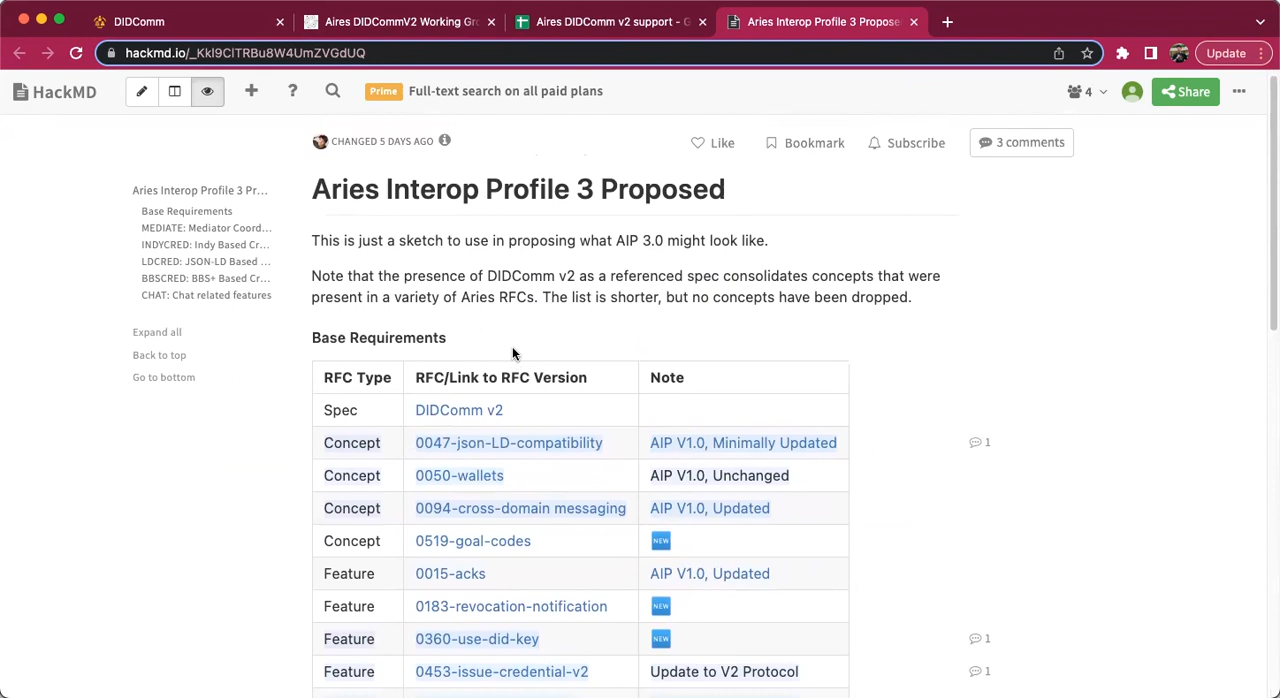 DIDComm
Aires DIDCommV2 Working Gr
Aires DIDComm v2 support - G
Aries Interop Profile 3 Propose
hackmd.io/_KkI9ClTRBu8W4UmZVGdUQ
Update
HackMD
Prime
Full-text search on all paid plans
4
Share
CHANGED 5 DAYS AGO
Like
Bookmark
Subscribe
3 comments
Aries Interop Profile 3 Pr…
Base Requirements
MEDIATE: Mediator Coord…
INDYCRED: Indy Based Cr…
LDCRED: JSON-LD Based …
BBSCRED: BBS+ Based Cr…
CHAT: Chat related features
Expand all
Back to top
Go to bottom
Aries Interop Profile 3 Proposed
This is just a sketch to use in proposing what AIP 3.0 might look like.
Note that the presence of DIDComm v2 as a referenced spec consolidates concepts that were
present in a variety of Aries RFCs. The list is shorter, but no concepts have been dropped.
Base Requirements
RFC Type RFC/Link to RFC Version Note
Spec DIDComm v2
Concept 0047-json-LD-compatibility AIP V1.0, Minimally Updated 1
Concept 0050-wallets AIP V1.0, Unchanged
Concept 0094-cross-domain messaging AIP V1.0, Updated
Concept 0519-goal-codes NEW
Feature 0015-acks AIP V1.0, Updated
Feature 0183-revocation-notification NEW
Feature 0360-use-did-key NEW 1
Feature 0453-issue-credential-v2 Update to V2 Protocol 1